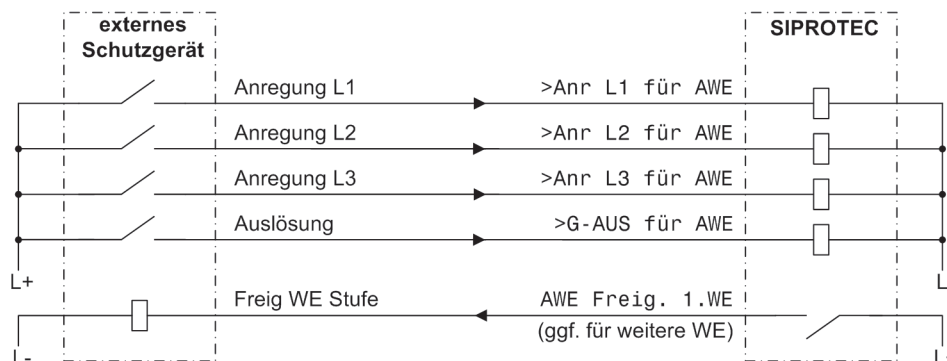 externes
Schutzgerät
SIPROTEC
Anregung L1 >Anr L1 für AWE
Anregung L2 >Anr L2 für AWE
Anregung L3 >Anr L3 für AWE
Auslösung >G-AUS für AWE
L+ L
Freig WE Stufe AWE Freig. 1.WE
(ggf. für weitere WE)
L- L